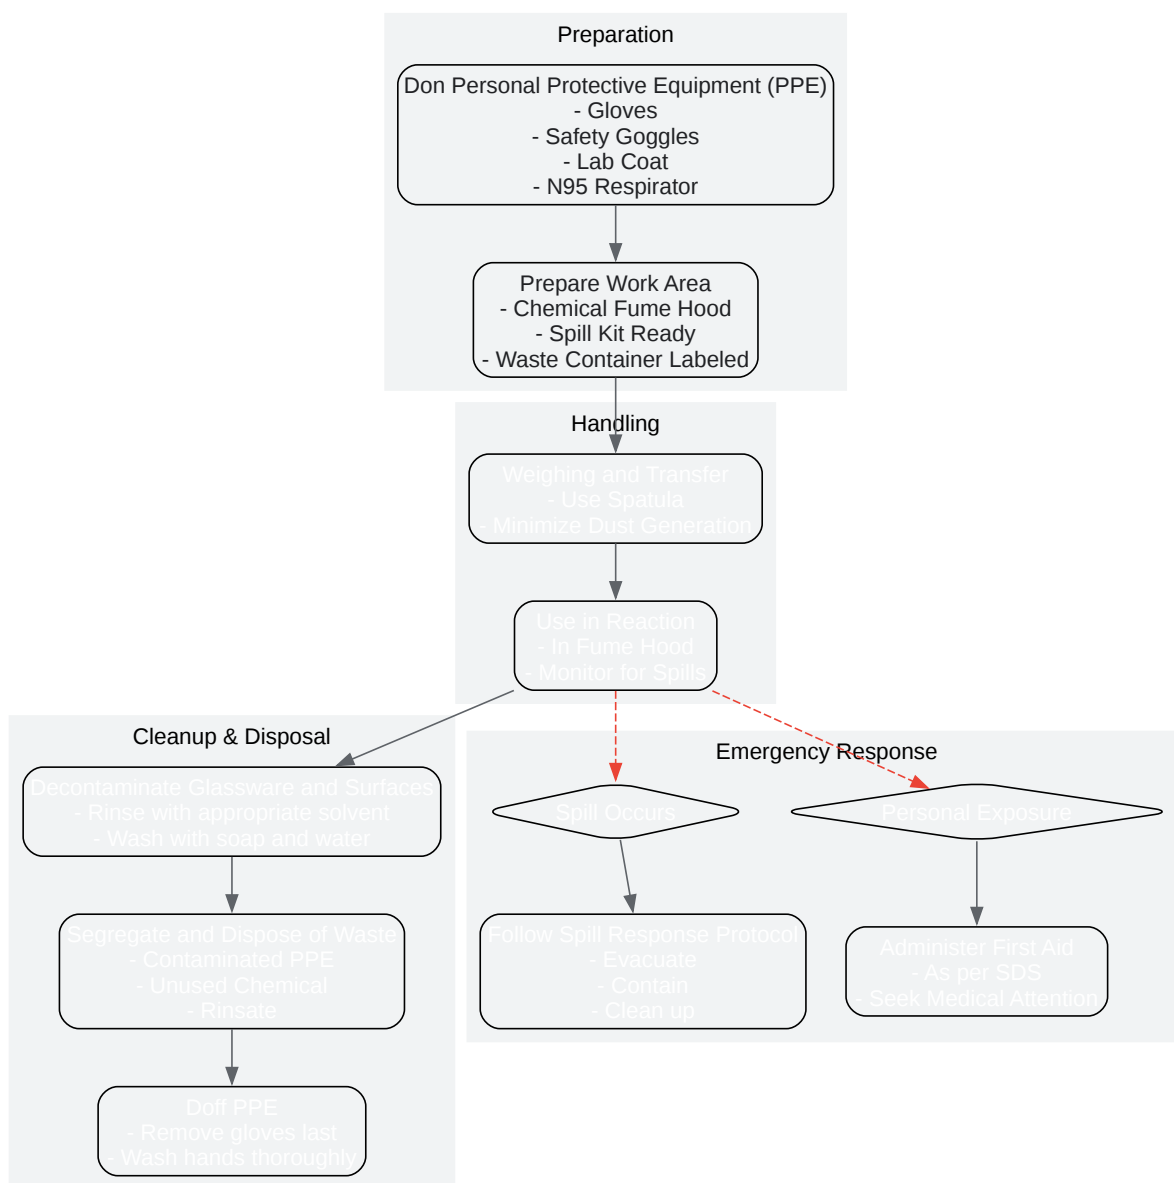 Preparation
Don Personal Protective Equipment (PPE)
- Gloves
- Safety Goggles
- Lab Coat
- N95 Respirator
Prepare Work Area
- Chemical Fume Hood
- Spill Kit Ready
- Waste Container Labeled
Handling
Weighing and Transfer
- Use Spatula
- Minimize Dust Generation
Use in Reaction
- In Fume Hood
- Monitor for Spills
Cleanup & Disposal
Decontaminate Glassware and Surfaces
- Rinse with appropriate solvent
- Wash with soap and water
Segregate and Dispose of Waste
- Contaminated PPE
- Unused Chemical
- Rinsate
Doff PPE
- Remove gloves last
- Wash hands thoroughly
Emergency Response
Spill Occurs
Personal Exposure
Follow Spill Response Protocol
- Evacuate
- Contain
- Clean up
Administer First Aid
- As per SDS
- Seek Medical Attention